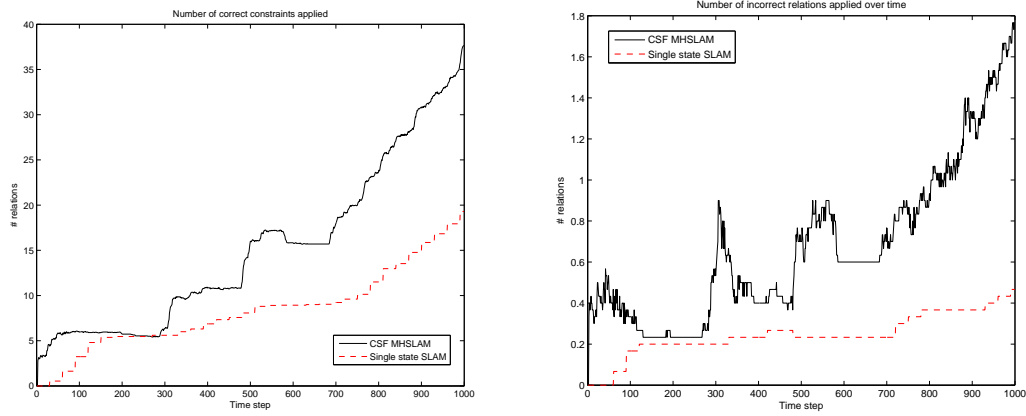 Number of correct constraints applied
40
35
30
25
20
15
10
5
0
# relations
0 100 200 300 400 500 600 700 800 900 1000
Time step
CSF MHSLAM
Single state SLAM
Number of incorrect relations applied over time
1.8
1.6
1.4
1.2
1
0.8
0.6
0.4
0.2
0
# relations
CSF MHSLAM
Single state SLAM
0 100 200 300 400 500 600 700 800 900 1000
Time step